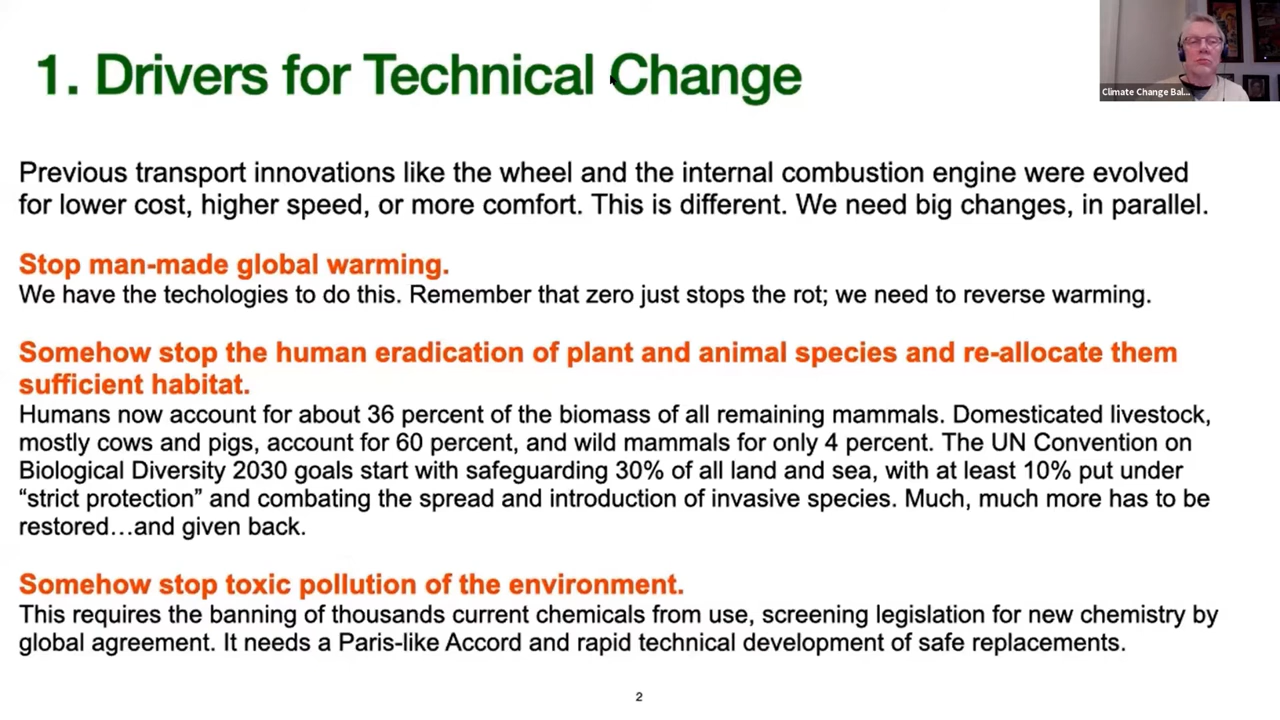 1. Drivers for Technical Change
Climate Change Bal...
Previous transport innovations like the wheel and the internal combustion engine were evolved
for lower cost, higher speed, or more comfort. This is different. We need big changes, in parallel.
Stop man-made global warming.
We have the techologies to do this. Remember that zero just stops the rot; we need to reverse warming.
Somehow stop the human eradication of plant and animal species and re-allocate them
sufficient habitat.
Humans now account for about 36 percent of the biomass of all remaining mammals. Domesticated livestock,
mostly cows and pigs, account for 60 percent, and wild mammals for only 4 percent. The UN Convention on
Biological Diversity 2030 goals start with safeguarding 30% of all land and sea, with at least 10% put under
“strict protection” and combating the spread and introduction of invasive species. Much, much more has to be
restored…and given back.
Somehow stop toxic pollution of the environment.
This requires the banning of thousands current chemicals from use, screening legislation for new chemistry by
global agreement. It needs a Paris-like Accord and rapid technical development of safe replacements.
2